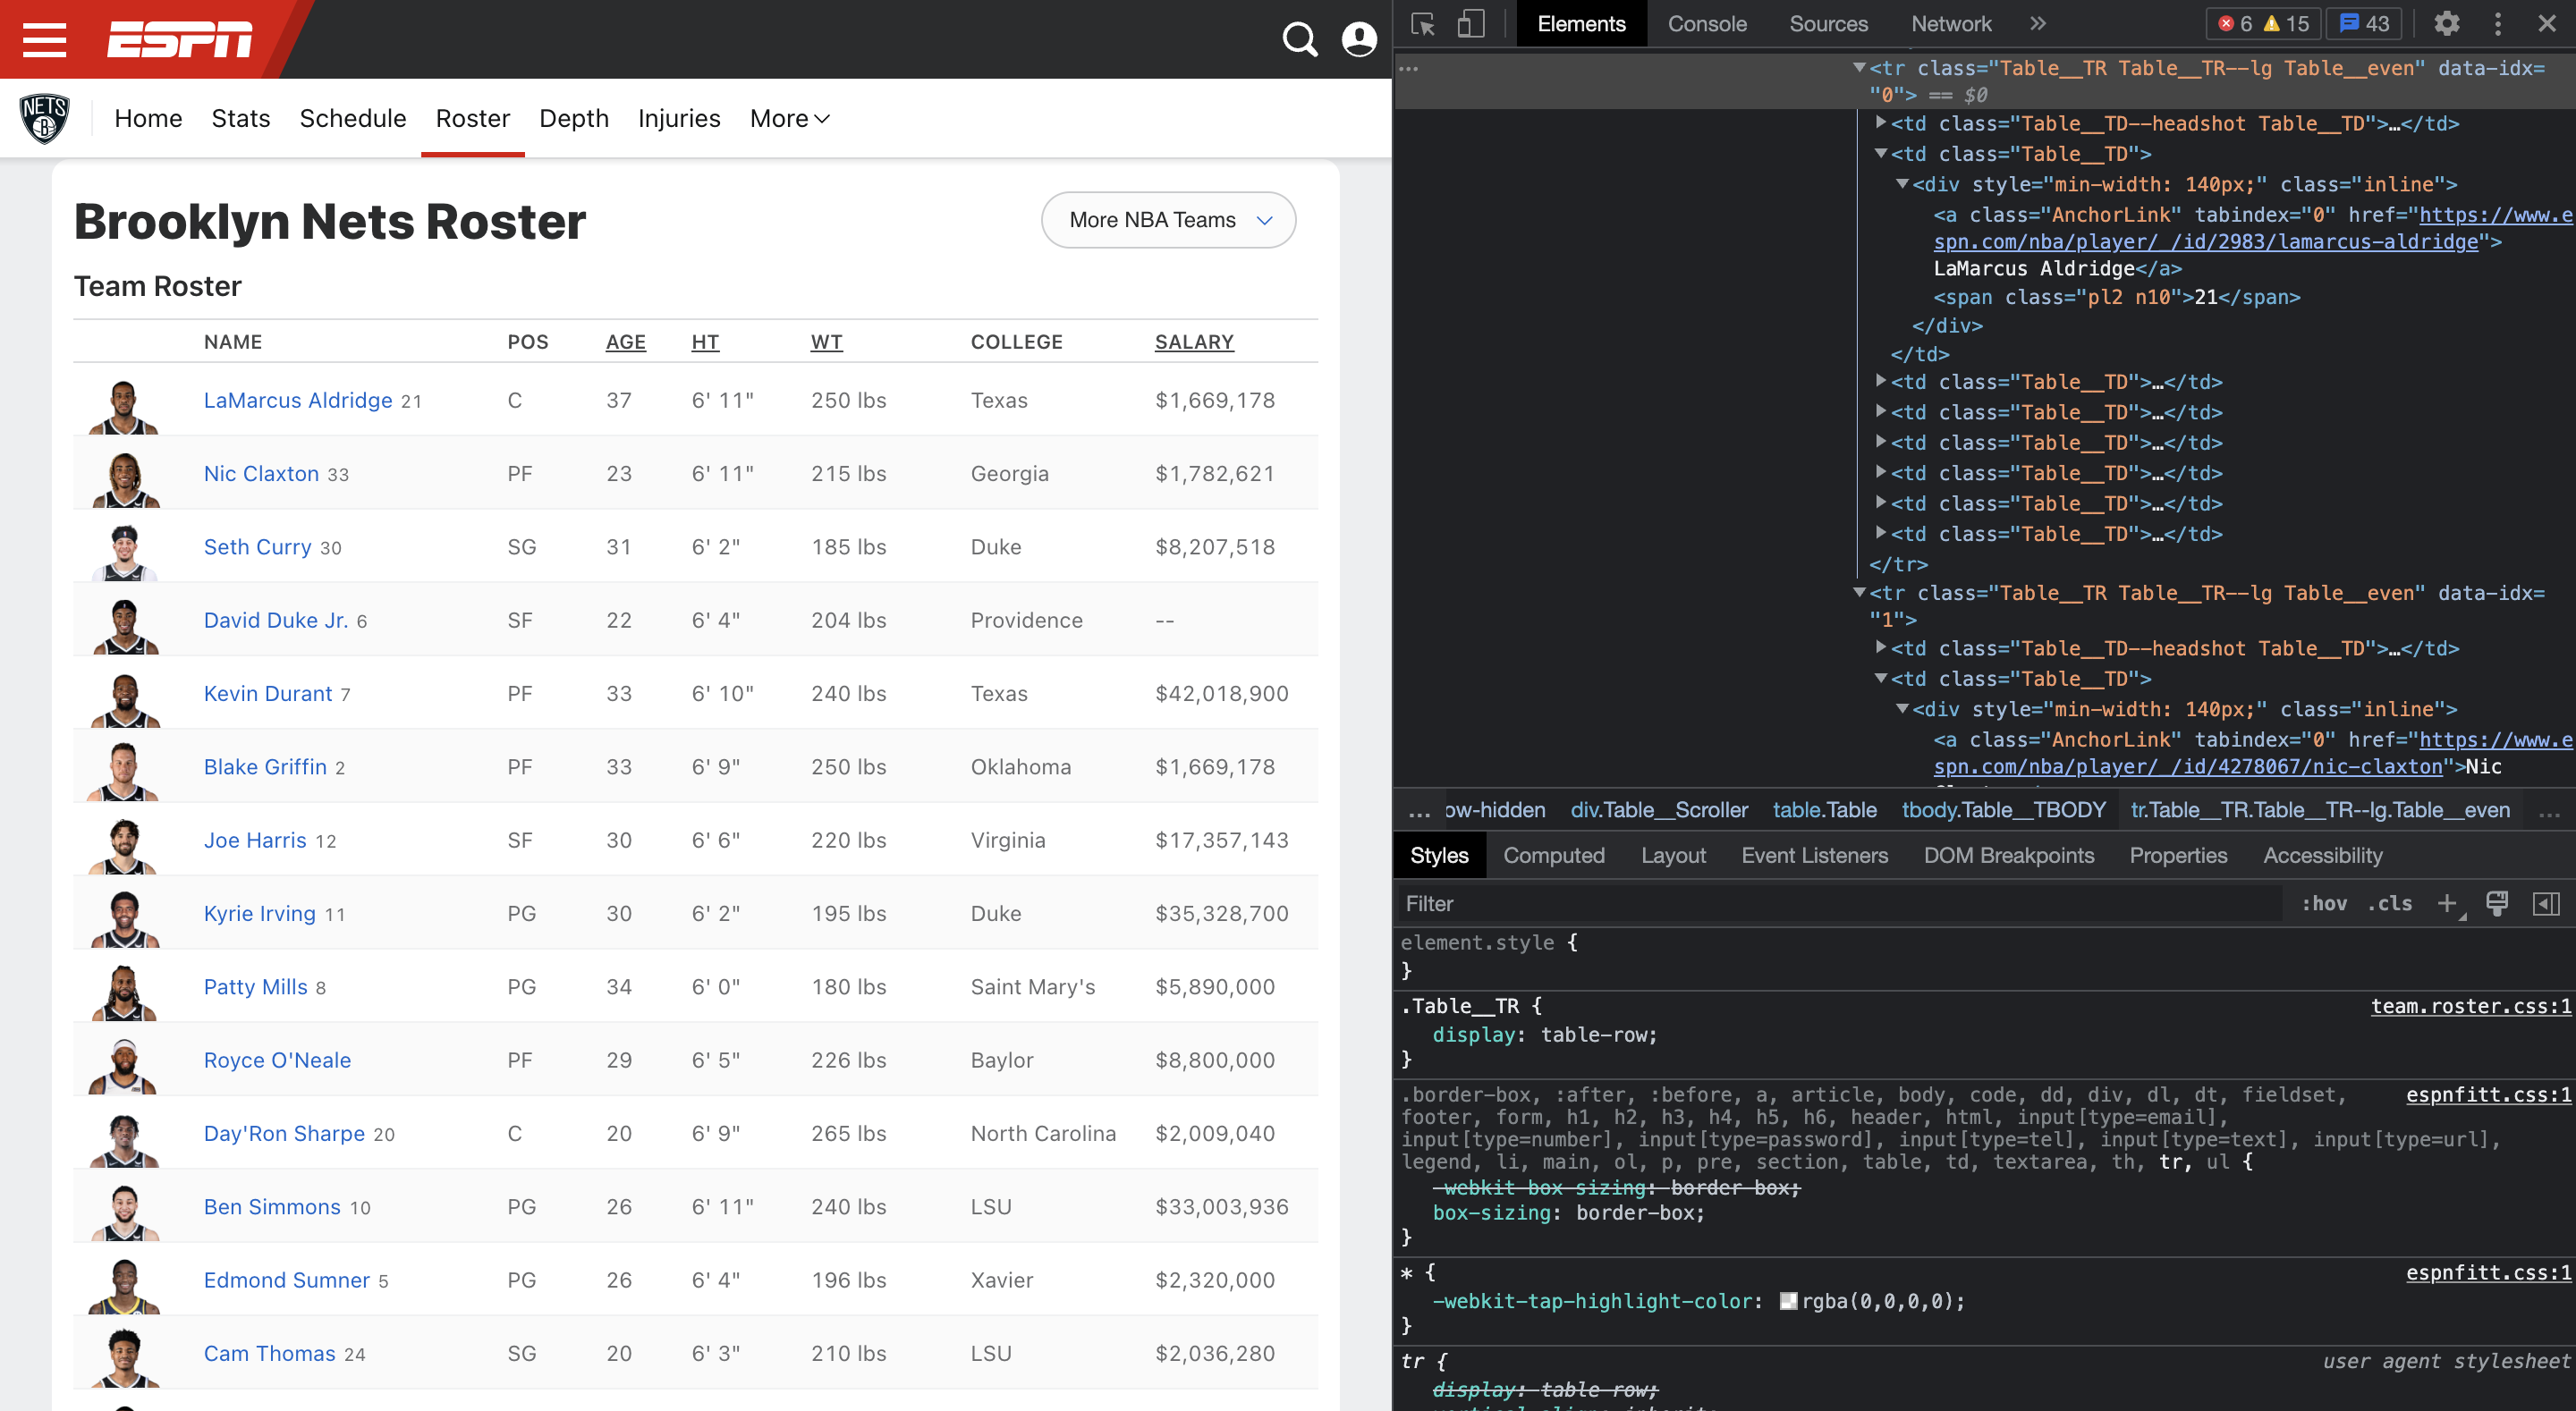 ESPN
NETS
B
Home Stats Schedule Roster Depth Injuries More
Brooklyn Nets Roster
More NBA Teams
Team Roster
NAME POS AGE HT WT COLLEGE SALARY
LaMarcus Aldridge 21 C 37 6' 11" 250 lbs Texas $1,669,178
Nic Claxton 33 PF 23 6' 11" 215 lbs Georgia $1,782,621
Seth Curry 30 SG 31 6' 2" 185 lbs Duke $8,207,518
David Duke Jr. 6 SF 22 6' 4" 204 lbs Providence --
Kevin Durant 7 PF 33 6' 10" 240 lbs Texas $42,018,900
Blake Griffin 2 PF 33 6' 9" 250 lbs Oklahoma $1,669,178
Joe Harris 12 SF 30 6' 6" 220 lbs Virginia $17,357,143
Kyrie Irving 11 PG 30 6' 2" 195 lbs Duke $35,328,700
Patty Mills 8 PG 34 6' 0" 180 lbs Saint Mary's $5,890,000
Royce O'Neale PF 29 6' 5" 226 lbs Baylor $8,800,000
Day'Ron Sharpe 20 C 20 6' 9" 265 lbs North Carolina $2,009,040
Ben Simmons 10 PG 26 6' 11" 240 lbs LSU $33,003,936
Edmond Sumner 5 PG 26 6' 4" 196 lbs Xavier $2,320,000
Cam Thomas 24 SG 20 6' 3" 210 lbs LSU $2,036,280
Elements Console Sources Network » 6 15 43
… <tr class="Table__TR Table__TR--lg Table__even" data-idx=
"0"> == $0
<td class="Table__TD--headshot Table__TD">…</td>
<td class="Table__TD">
<div style="min-width: 140px;" class="inline">
<a class="AnchorLink" tabindex="0" href="https://www.e
spn.com/nba/player/_/id/2983/lamarcus-aldridge">
LaMarcus Aldridge</a>
<span class="pl2 n10">21</span>
</div>
</td>
<td class="Table__TD">…</td>
<td class="Table__TD">…</td>
<td class="Table__TD">…</td>
<td class="Table__TD">…</td>
<td class="Table__TD">…</td>
<td class="Table__TD">…</td>
</tr>
<tr class="Table__TR Table__TR--lg Table__even" data-idx=
"1">
<td class="Table__TD--headshot Table__TD">…</td>
<td class="Table__TD">
<div style="min-width: 140px;" class="inline">
<a class="AnchorLink" tabindex="0" href="https://www.e
spn.com/nba/player/_/id/4278067/nic-claxton">Nic
… ow-hidden div.Table__Scroller table.Table tbody.Table__TBODY tr.Table__TR.Table__TR--lg.Table__even …
Styles Computed Layout Event Listeners DOM Breakpoints Properties Accessibility
Filter :hov .cls +
element.style {
}
.Table__TR { team.roster.css:1
display: table-row;
}
.border-box, :after, :before, a, article, body, code, dd, div, dl, dt, fieldset, espnfitt.css:1
footer, form, h1, h2, h3, h4, h5, h6, header, html, input[type=email],
input[type=number], input[type=password], input[type=tel], input[type=text], input[type=url],
legend, li, main, ol, p, pre, section, table, td, textarea, th, tr, ul {
-webkit-box-sizing: border-box;
box-sizing: border-box;
}
* { espnfitt.css:1
-webkit-tap-highlight-color: rgba(0,0,0,0);
}
tr { user agent stylesheet
display: table-row;